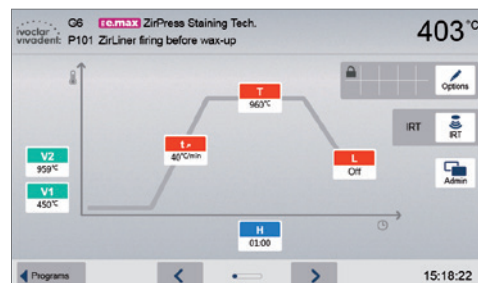 ivoclar
vivadent:
G6 IPS e.max ZirPress Staining Tech.
P101 ZirLiner firing before wax-up
403°C
T
960°C
Options
t↗
40°C/min
IRT
IRT
V2
959°C
L
Off
V1
450°C
Admin
H
01:00
Programs
15:18:22